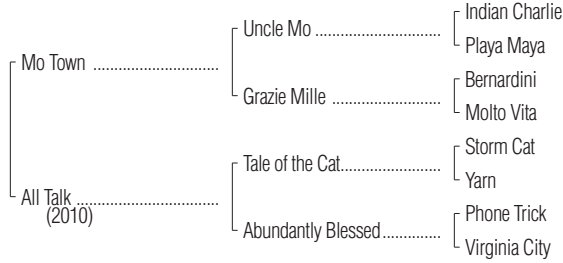 Indian Charlie
Uncle Mo ..............................
Playa Maya
Mo Town ..............................
Bernardini
Grazie Mille ..........................
Molto Vita
Storm Cat
Tale of the Cat........................
Yarn
All Talk ..................................
(2010)
Phone Trick
Abundantly Blessed..............
Virginia City